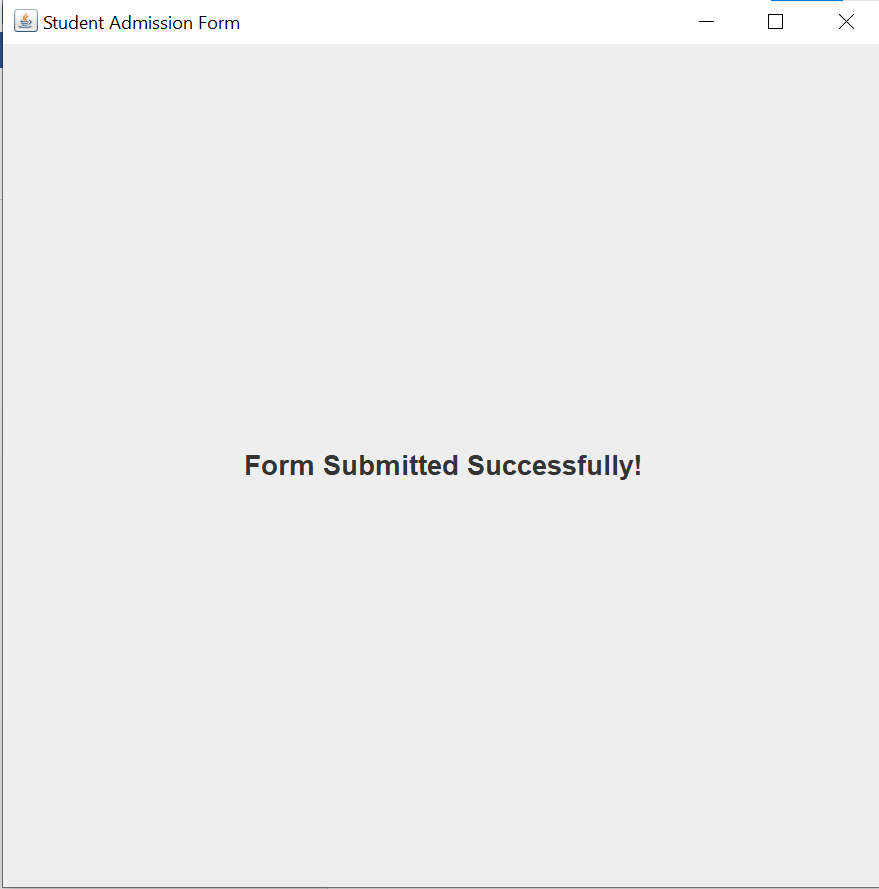 Student Admission Form
Form Submitted Successfully!